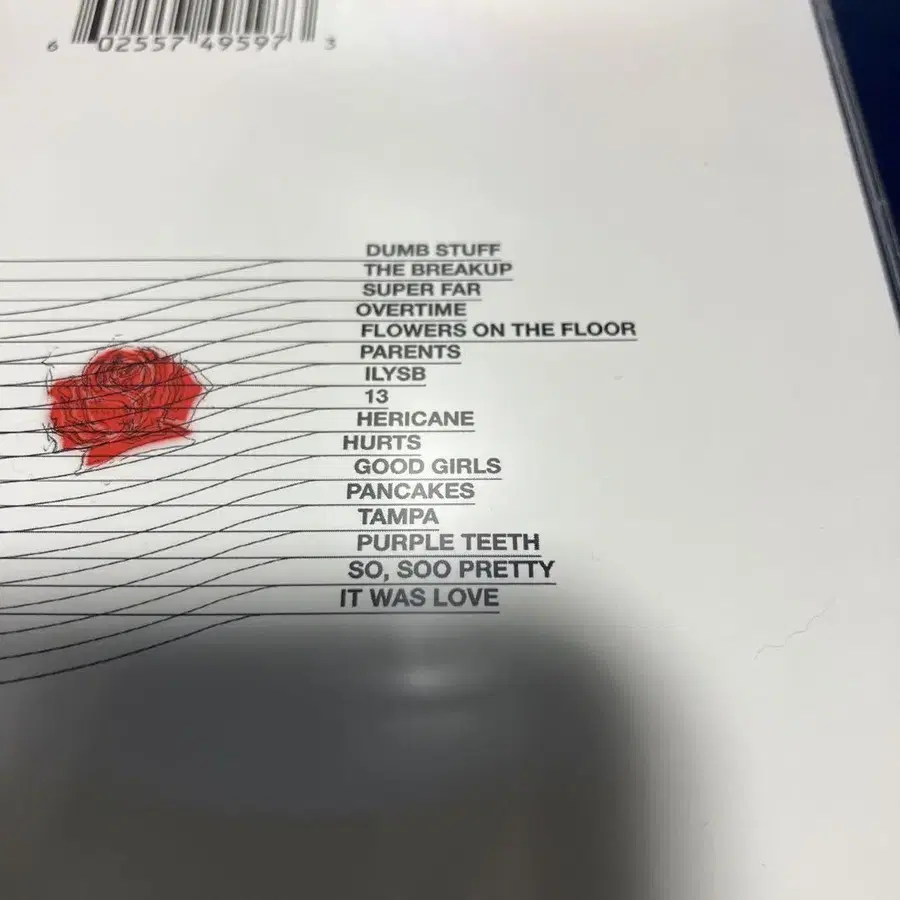 6 02557 49597 3
DUMB STUFF
THE BREAKUP
SUPER FAR
OVERTIME
FLOWERS ON THE FLOOR
PARENTS
ILYSB
13
HERICANE
HURTS
GOOD GIRLS
PANCAKES
TAMPA
PURPLE TEETH
SO, SOO PRETTY
IT WAS LOVE